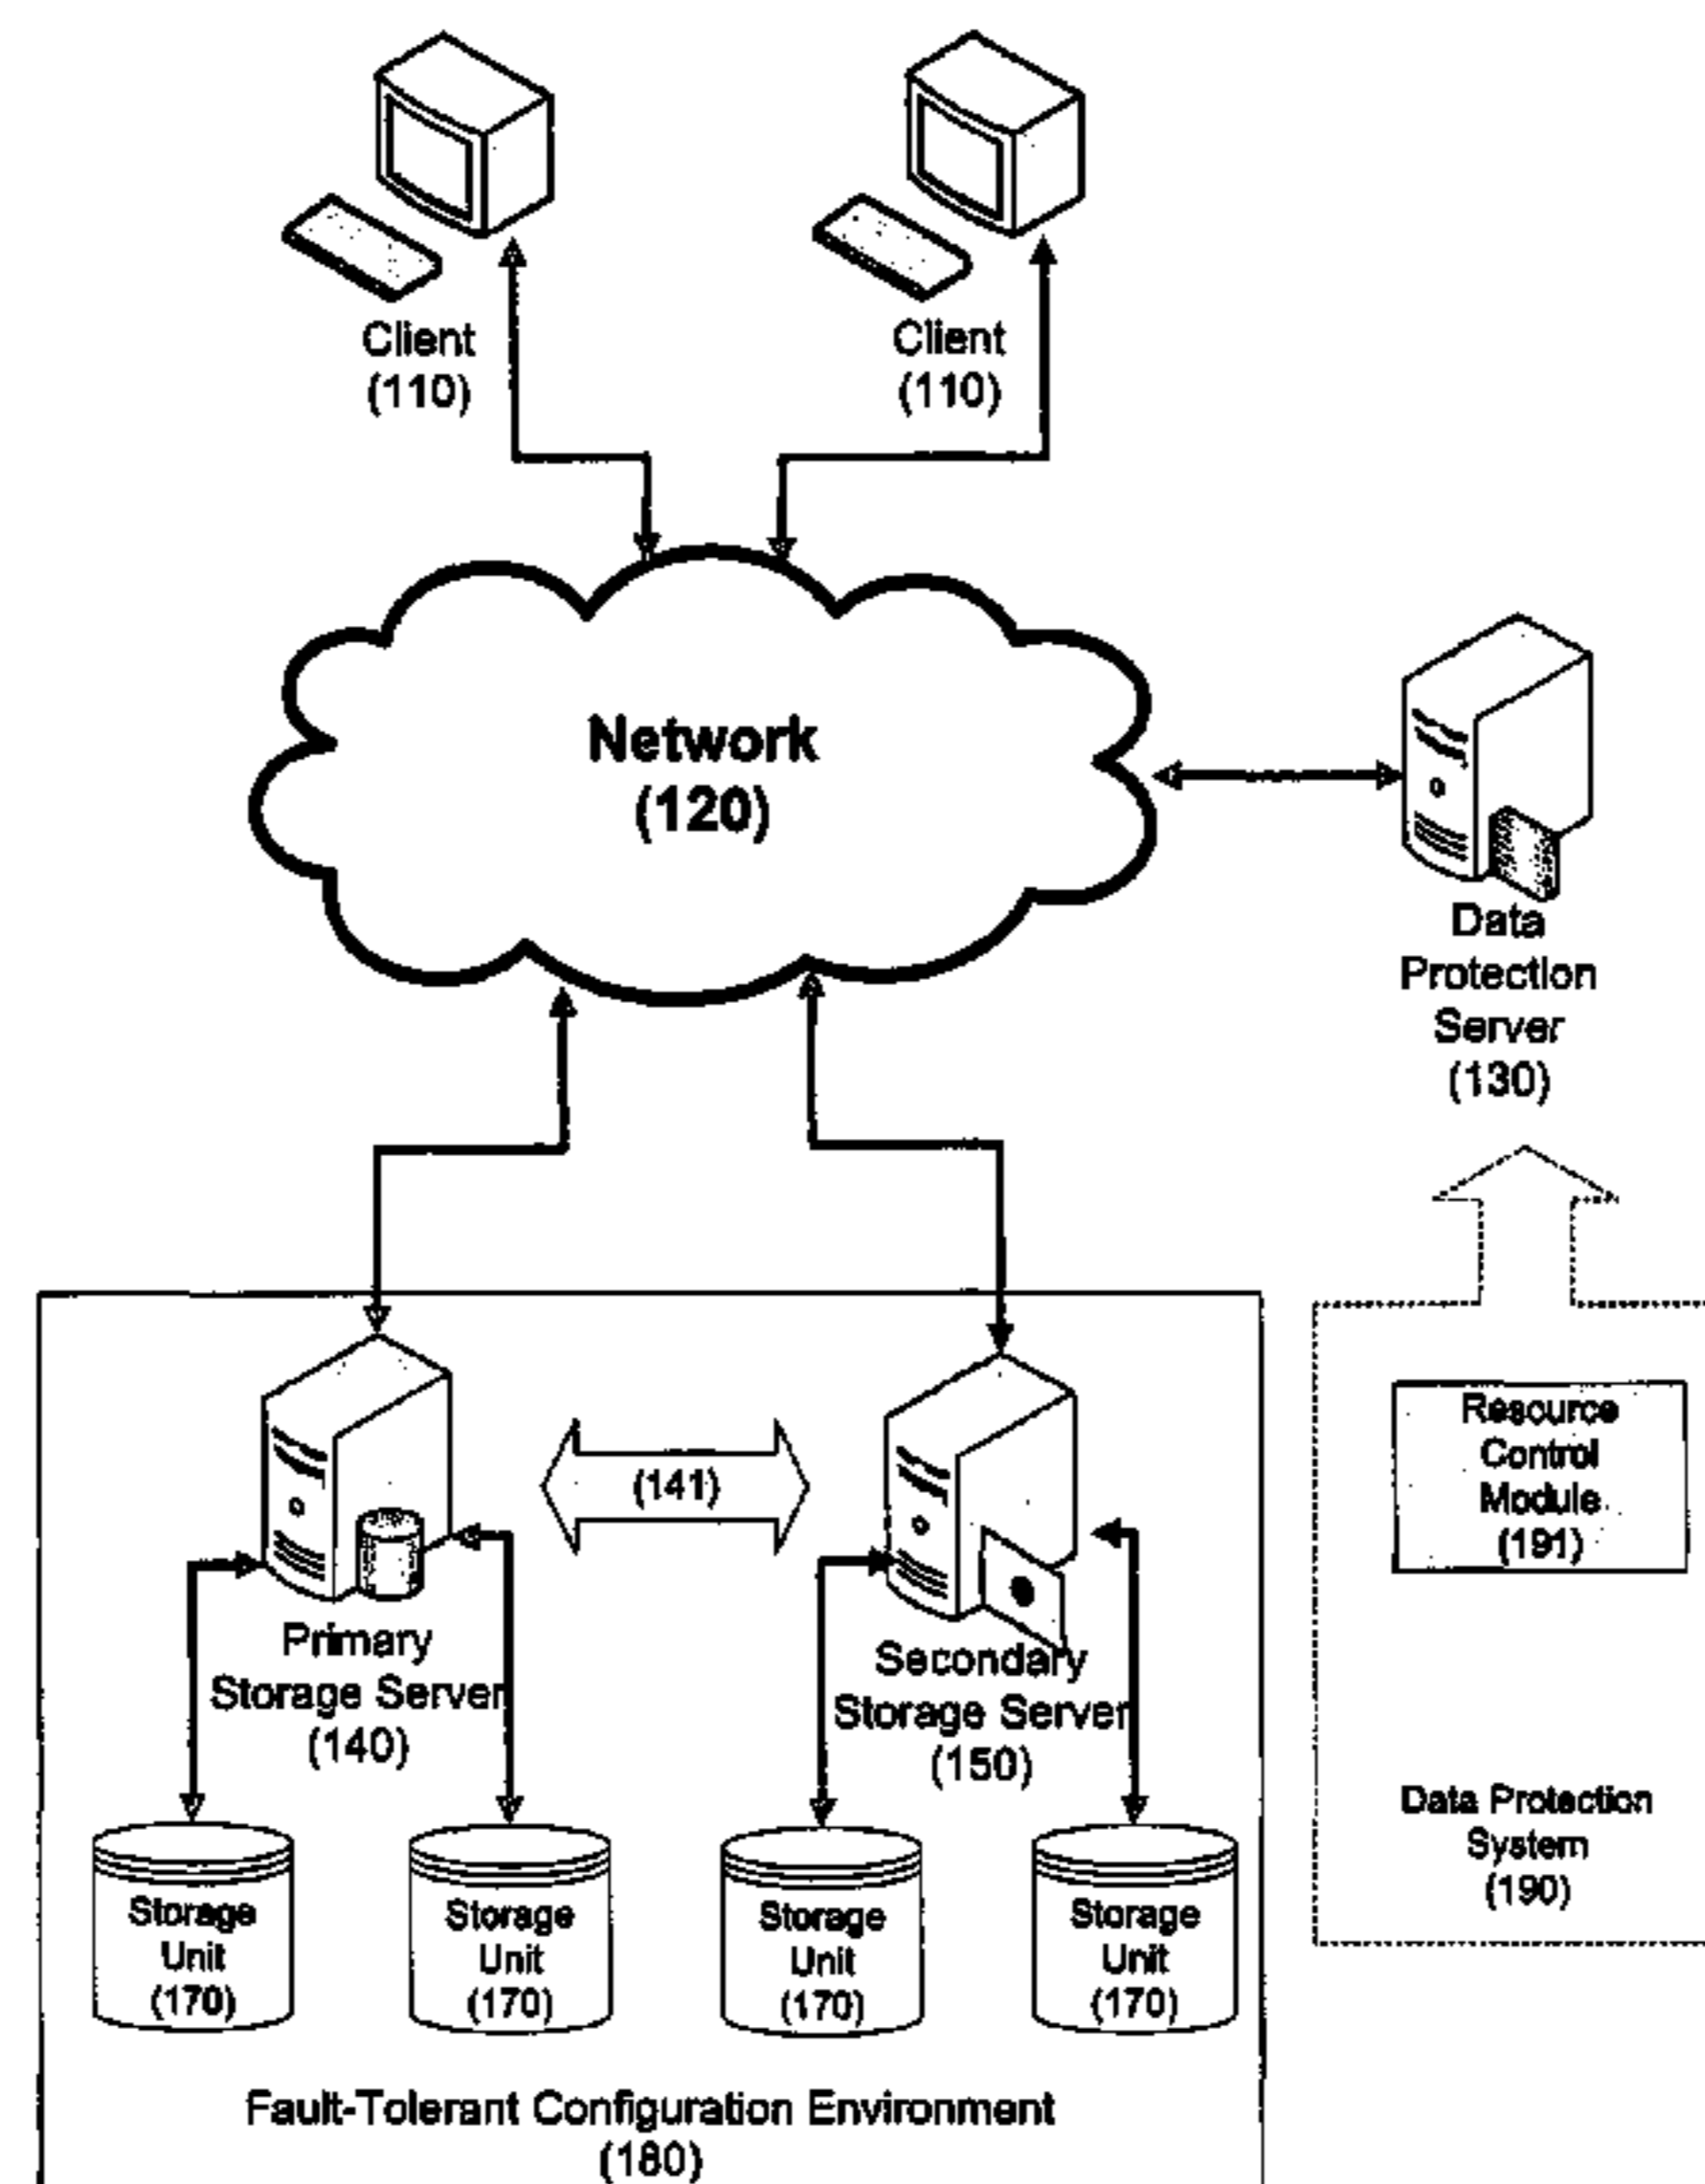 Client
(110)
Client
(110)
Network
(120)
Data
Protection
Server
(130)
Resource
Control
Module
(191)
Data Protection
System
(190)
(141)
Primary
Storage Server
(140)
Secondary
Storage Server
(150)
Storage
Unit
(170)
Storage
Unit
(170)
Storage
Unit
(170)
Storage
Unit
(170)
Fault-Tolerant Configuration Environment
(180)